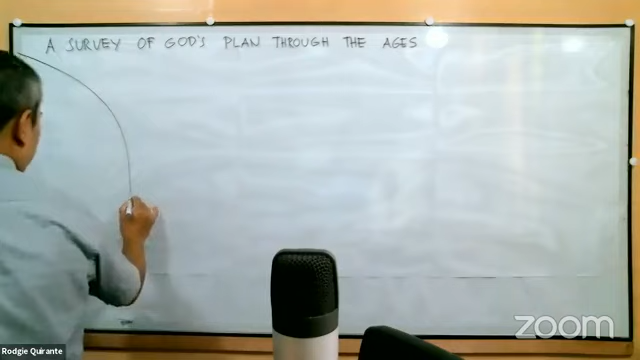 A SURVEY OF GOD'S PLAN THROUGH THE AGES
zoom
Rodgie Quirante